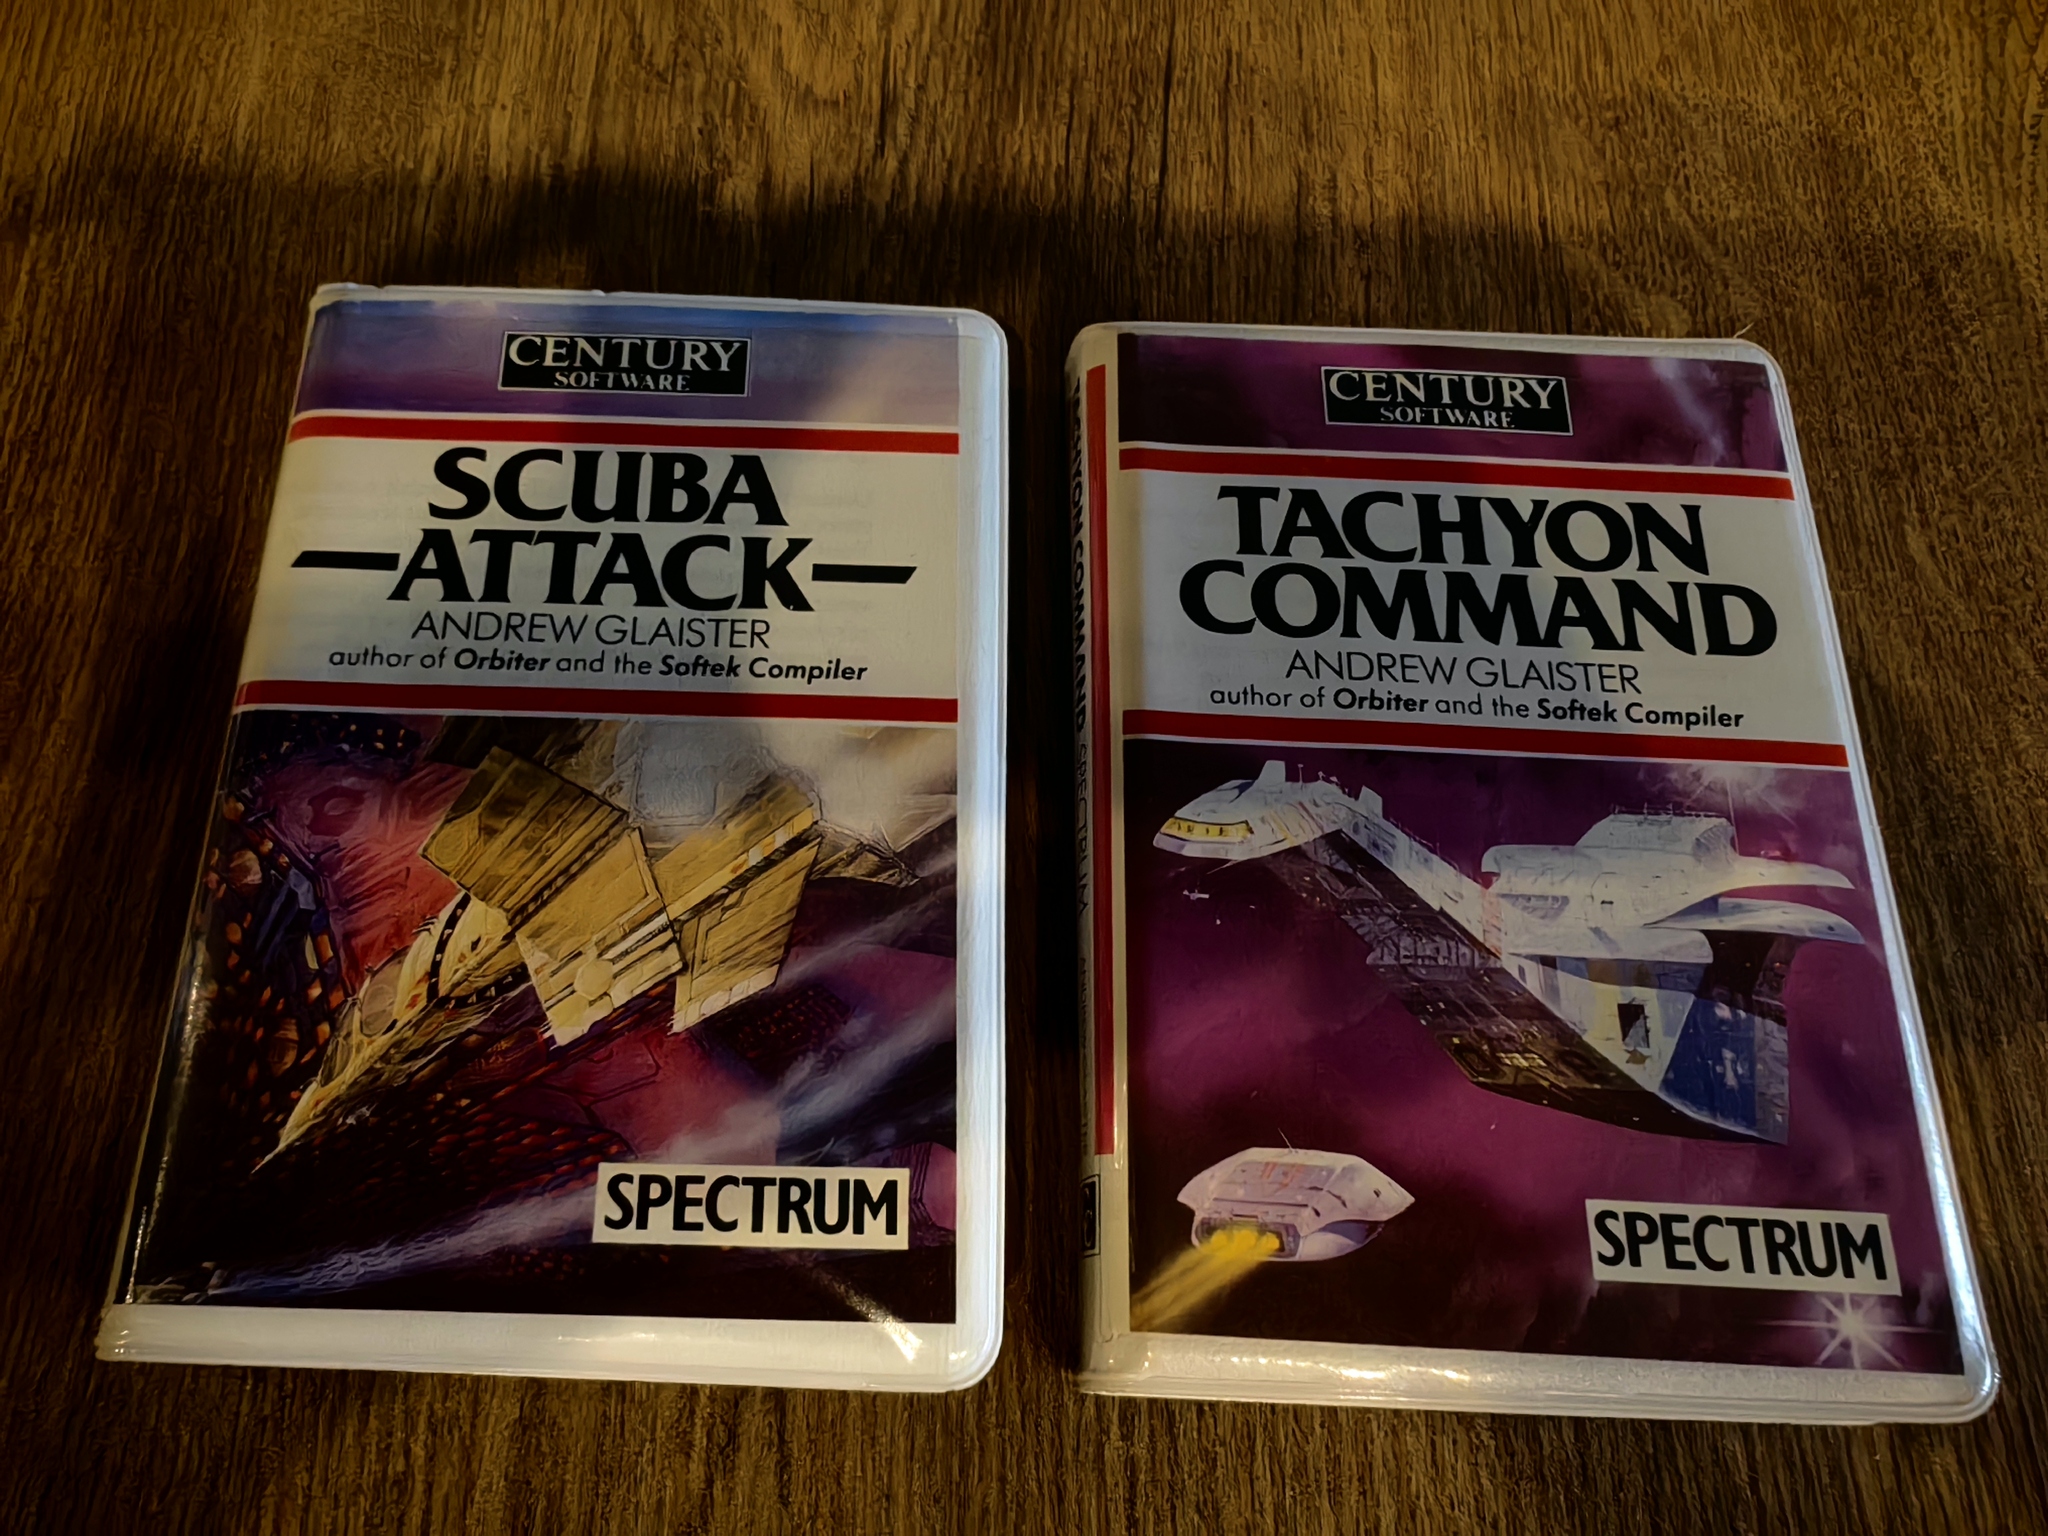 CENTURY
SOFTWARE
SCUBA
—ATTACK—
ANDREW GLAISTER
author of Orbiter and the Softek Compiler
SPECTRUM
TACHYON COMMAND SPECTRUM
CENTURY
SOFTWARE
TACHYON
COMMAND
ANDREW GLAISTER
author of Orbiter and the Softek Compiler
SPECTRUM